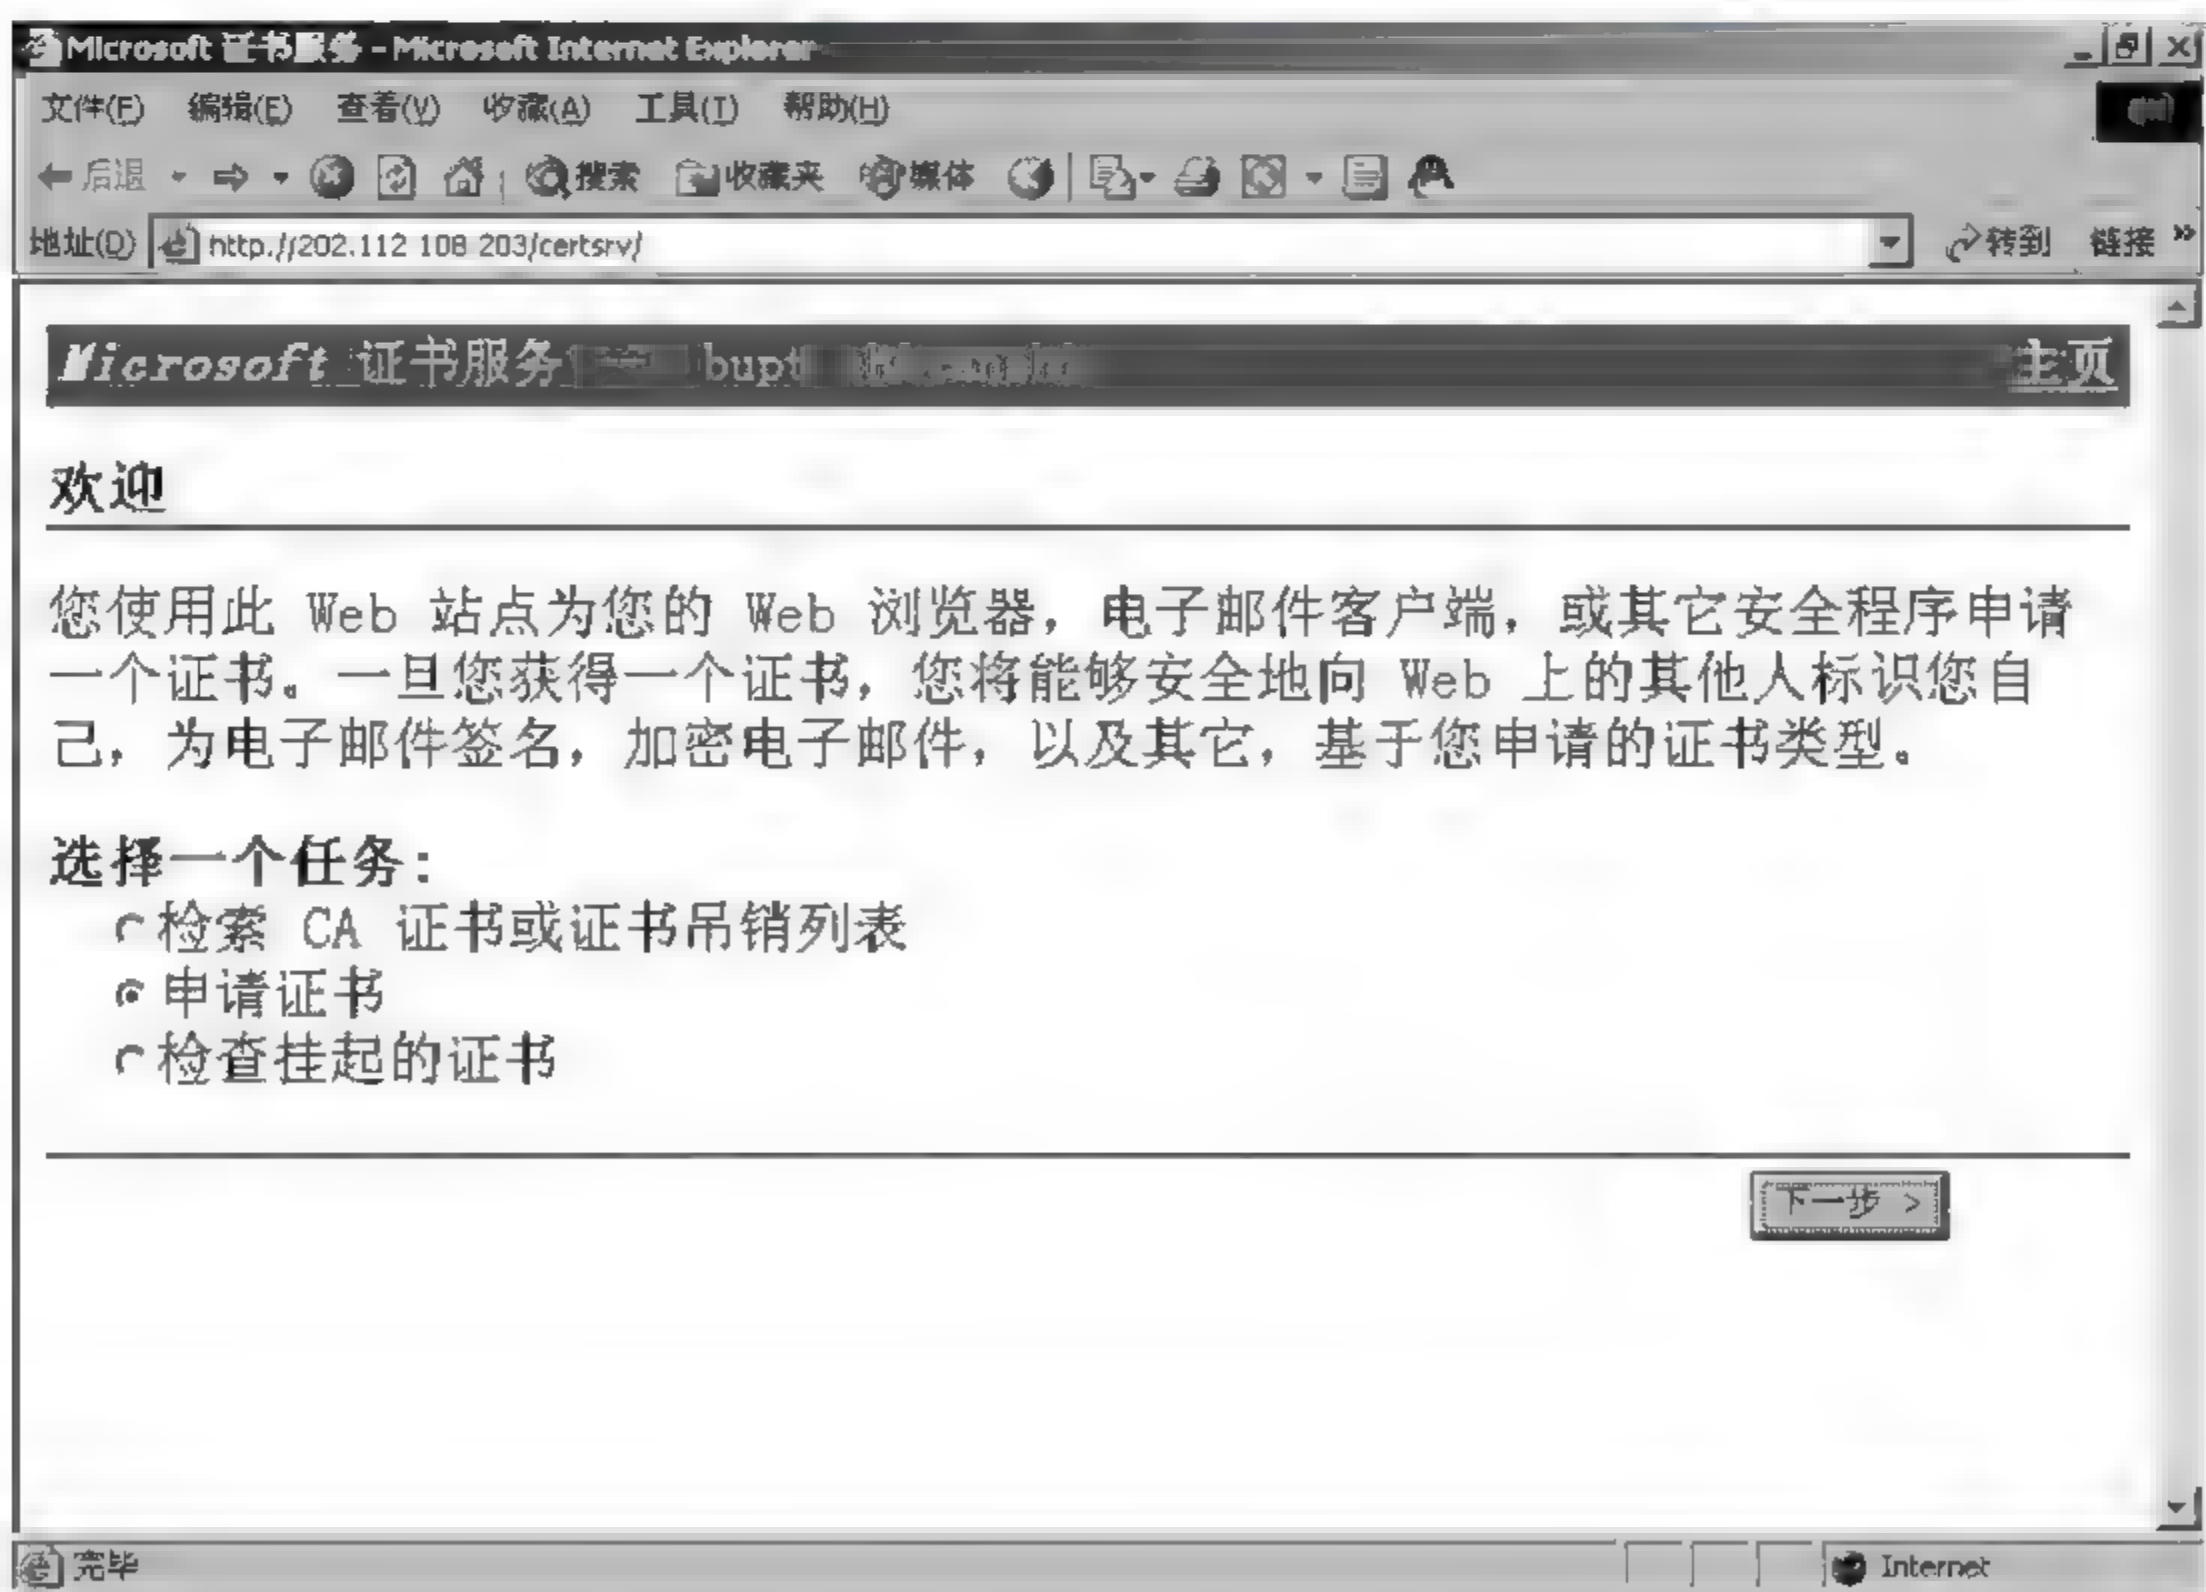 Microsoft 证书服务 - Microsoft Internet Explorer
文件(F) 编辑(E) 查看(V) 收藏(A) 工具(T) 帮助(H)
后退 搜索 收藏夹 媒体
地址(D) http://202.112.108.203/certsrv/ 转到 链接 »
Microsoft 证书服务 bupt 主页
欢迎
您使用此 Web 站点为您的 Web 浏览器，电子邮件客户端，或其它安全程序申请
一个证书。一旦您获得一个证书，您将能够安全地向 Web 上的其他人标识您自
己，为电子邮件签名，加密电子邮件，以及其它，基于您申请的证书类型。
选择一个任务:
检索 CA 证书或证书吊销列表
申请证书
检查挂起的证书
下一步 >
完毕 Internet